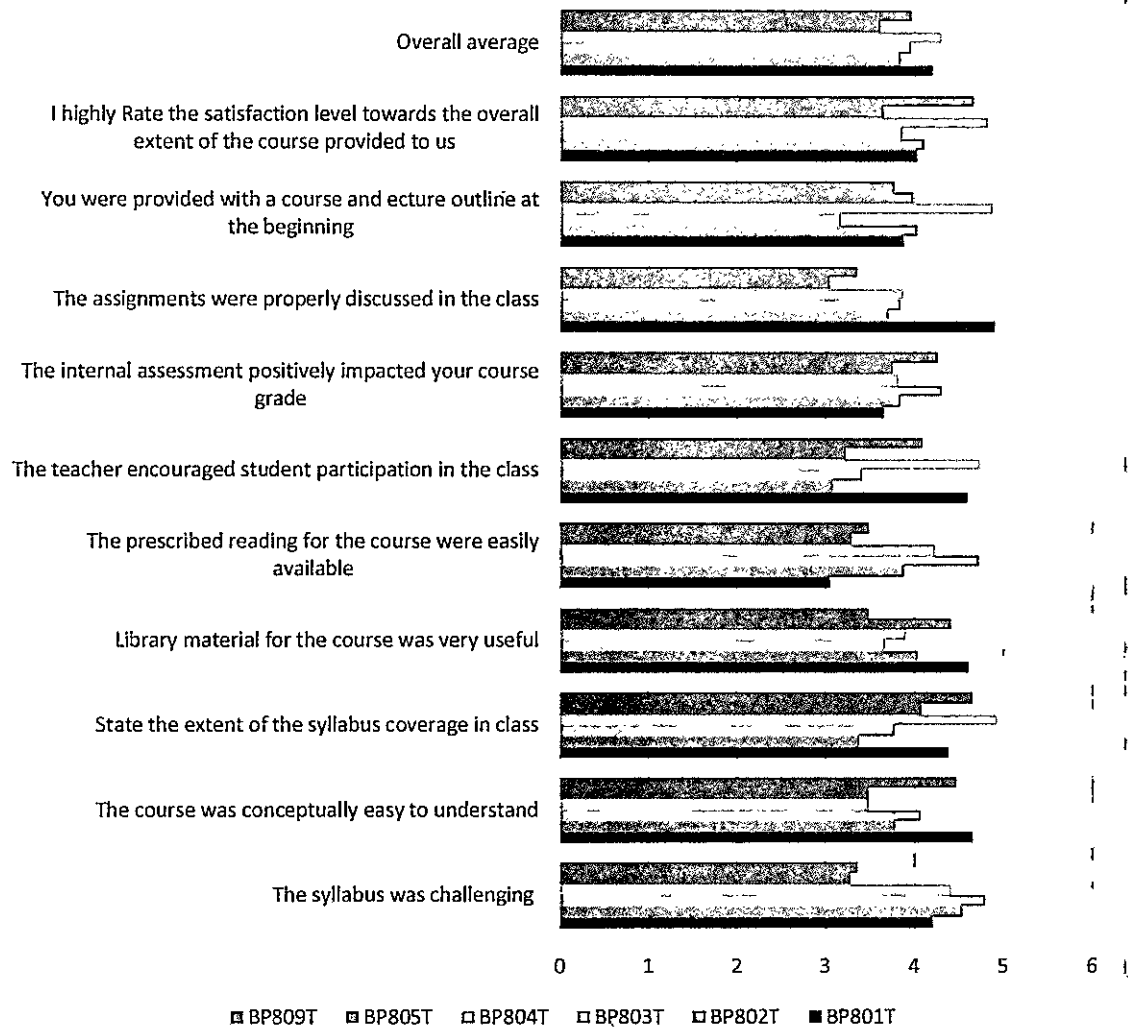 Overall average
I highly Rate the satisfaction level towards the overall
extent of the course provided to us
You were provided with a course and ecture outline at
the beginning
The assignments were properly discussed in the class
The internal assessment positively impacted your course
grade
The teacher encouraged student participation in the class
The prescribed reading for the course were easily
available
Library material for the course was very useful
State the extent of the syllabus coverage in class
The course was conceptually easy to understand
The syllabus was challenging
0 1 2 3 4 5 6
BP809T BP805T BP804T BP803T BP802T BP801T